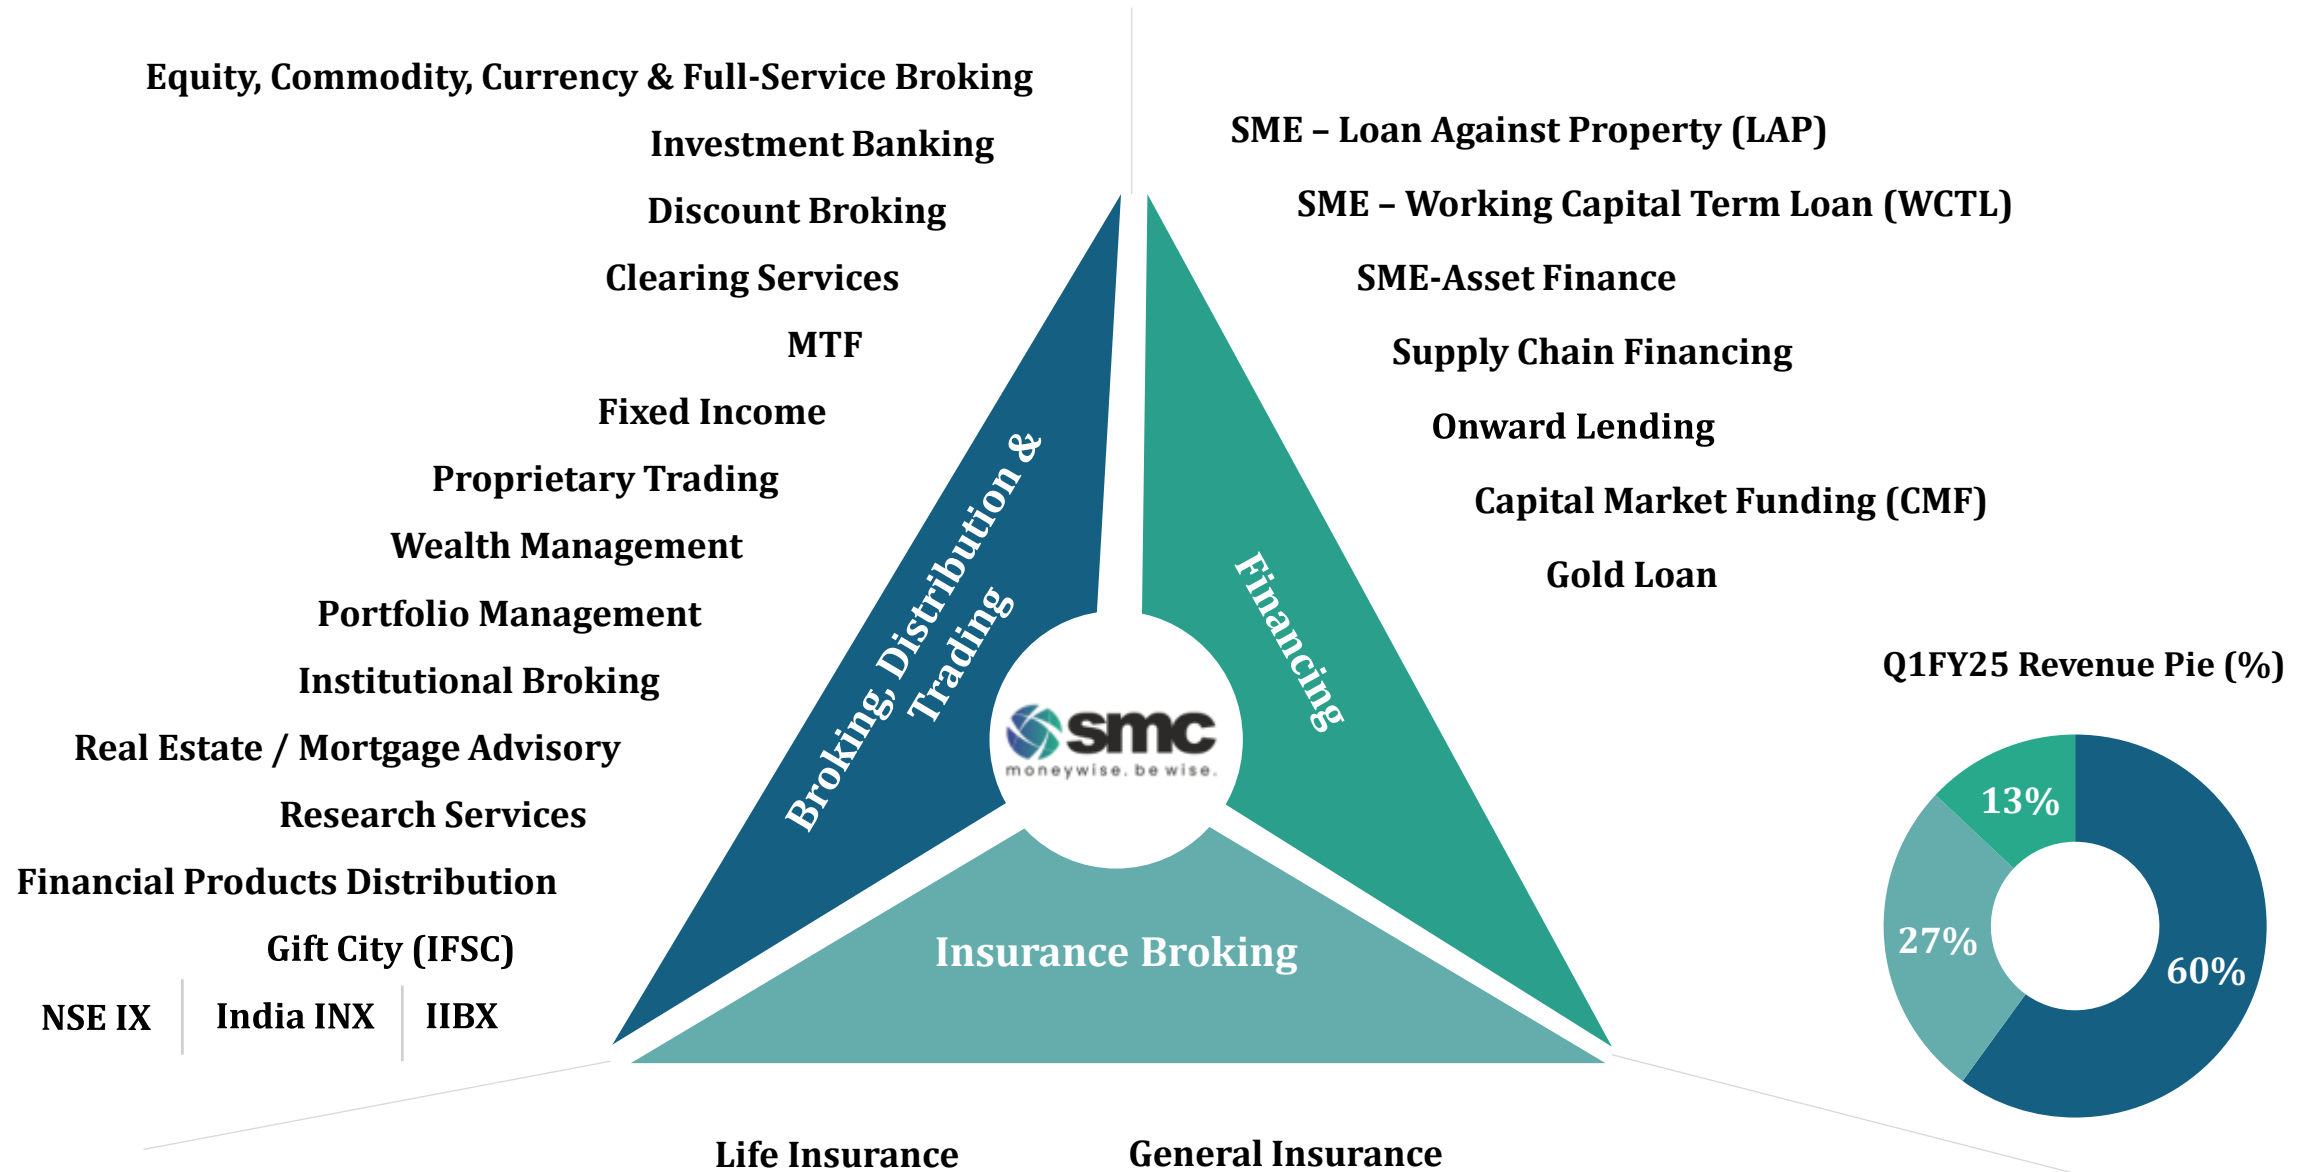 Equity, Commodity, Currency & Full-Service Broking
Investment Banking
Discount Broking
Clearing Services
MTF
Fixed Income
Proprietary Trading
Wealth Management
Portfolio Management
Institutional Broking
Real Estate / Mortgage Advisory
Research Services
Financial Products Distribution
Gift City (IFSC)
NSE IX
India INX
IIBX
Broking, Distribution &
Trading
SME – Loan Against Property (LAP)
SME – Working Capital Term Loan (WCTL)
SME-Asset Finance
Supply Chain Financing
Onward Lending
Capital Market Funding (CMF)
Gold Loan
Financing
smc
moneywise. be wise.
Insurance Broking
Life Insurance
General Insurance
Q1FY25 Revenue Pie (%)
13%
27%
60%